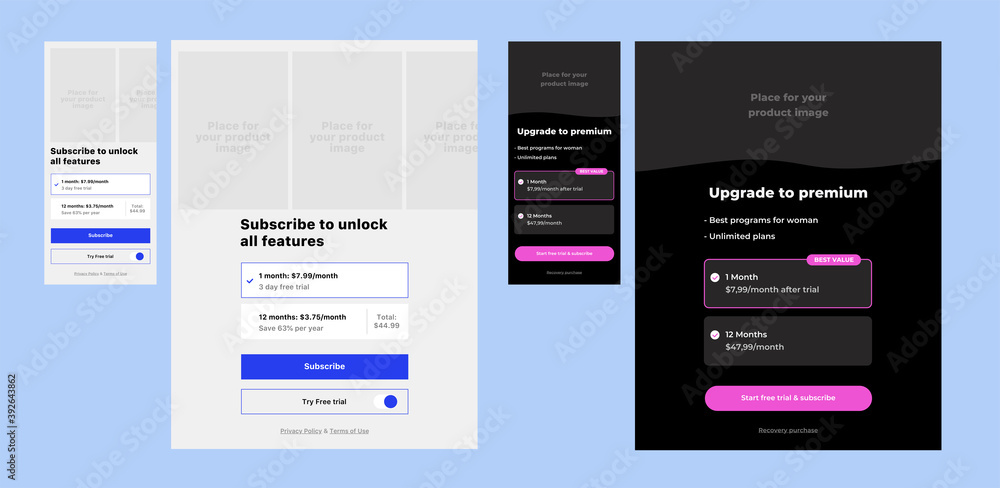 Place for
your product
image
Place for
your product
image
Subscribe to unlock
all features
1 month: $7.99/month
3 day free trial
12 months: $3.75/month
Save 63% per year
Total:
$44.99
Subscribe
Try Free trial
Privacy Policy & Terms of Use
Place for
your product
image
Place for
your product
image
Place for
your product
image
Subscribe to unlock
all features
1 month: $7.99/month
3 day free trial
12 months: $3.75/month
Save 63% per year
Total:
$44.99
Subscribe
Try Free trial
Privacy Policy & Terms of Use
Place for your
product image
Upgrade to premium
- Best programs for woman
- Unlimited plans
BEST VALUE
1 Month
$7,99/month after trial
12 Months
$47,99/month
Start free trial & subscribe
Recovery purchase
Place for your
product image
Upgrade to premium
- Best programs for woman
- Unlimited plans
BEST VALUE
1 Month
$7,99/month after trial
12 Months
$47,99/month
Start free trial & subscribe
Recovery purchase
Adobe Stock | #392643862
Adobe Stock